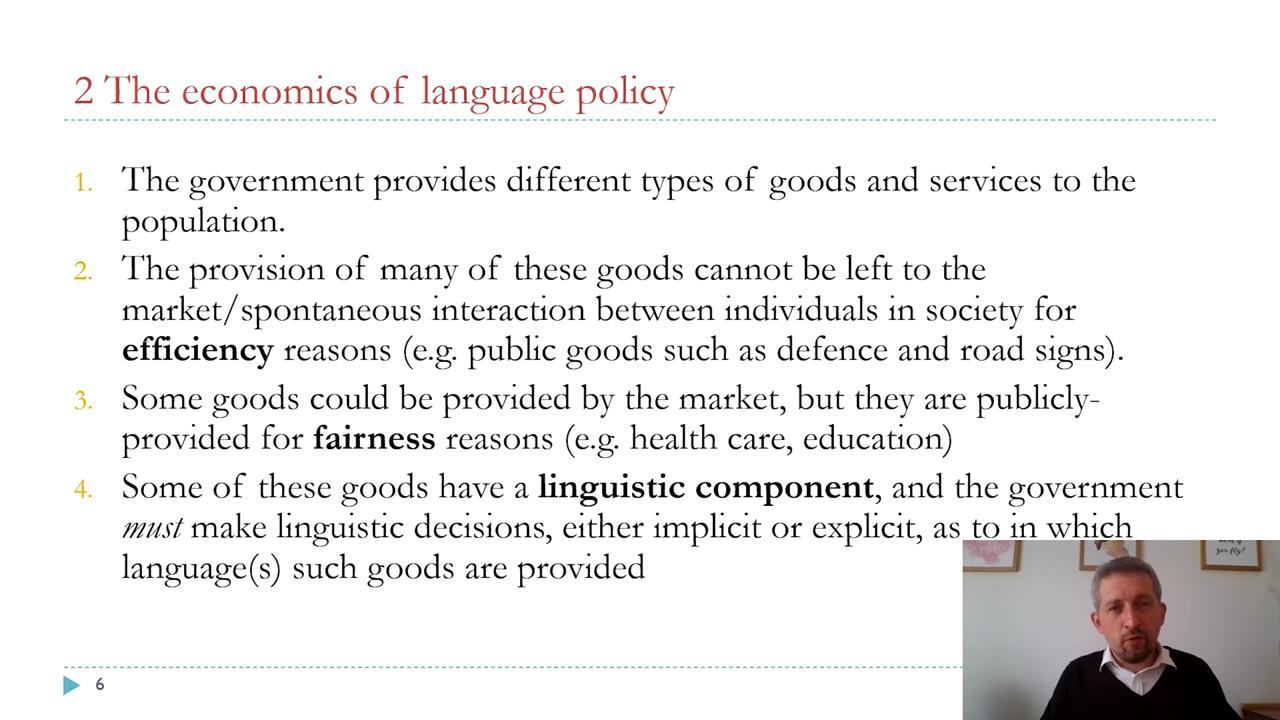 2 The economics of language policy
1. The government provides different types of goods and services to the
population.
2. The provision of many of these goods cannot be left to the
market/spontaneous interaction between individuals in society for
efficiency reasons (e.g. public goods such as defence and road signs).
3. Some goods could be provided by the market, but they are publicly-
provided for fairness reasons (e.g. health care, education)
4. Some of these goods have a linguistic component, and the government
must make linguistic decisions, either implicit or explicit, as to in which
language(s) such goods are provided
6